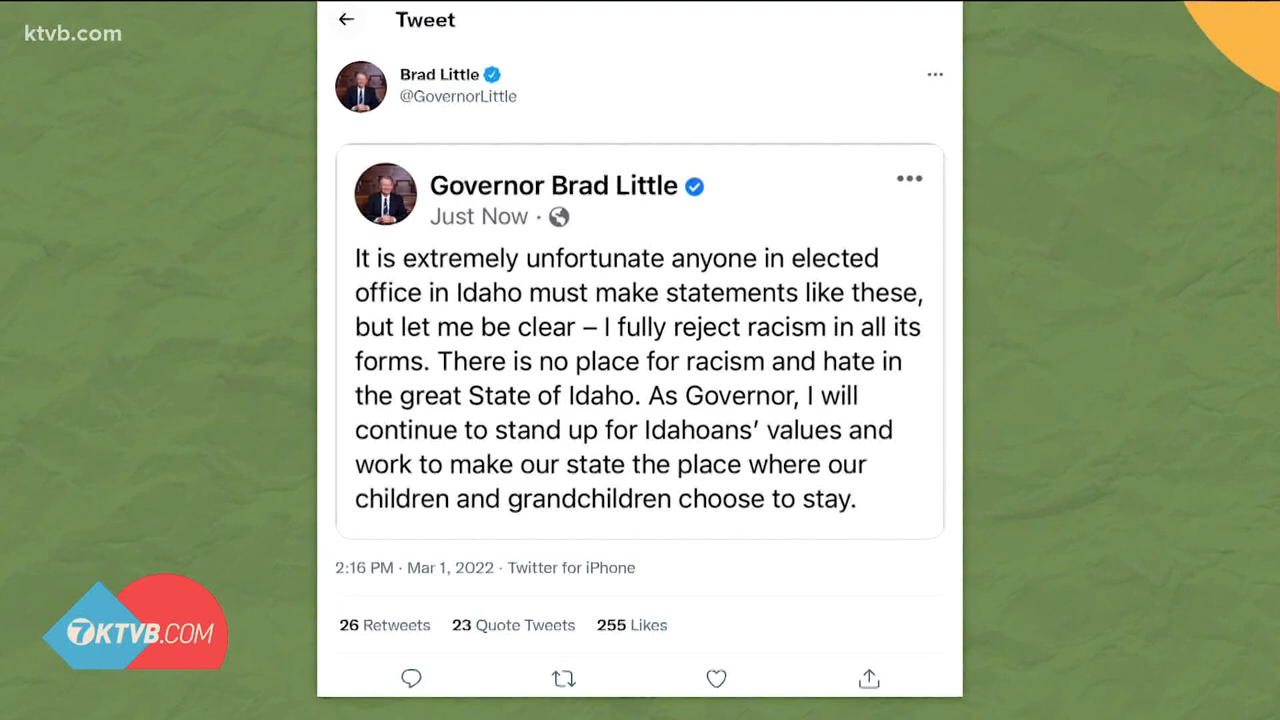 ktvb.com
Tweet
Brad Little
@GovernorLittle
Governor Brad Little
Just Now ·
It is extremely unfortunate anyone in elected
office in Idaho must make statements like these,
but let me be clear – I fully reject racism in all its
forms. There is no place for racism and hate in
the great State of Idaho. As Governor, I will
continue to stand up for Idahoans’ values and
work to make our state the place where our
children and grandchildren choose to stay.
2:16 PM · Mar 1, 2022 · Twitter for iPhone
26 Retweets 23 Quote Tweets 255 Likes
7KTVB.COM